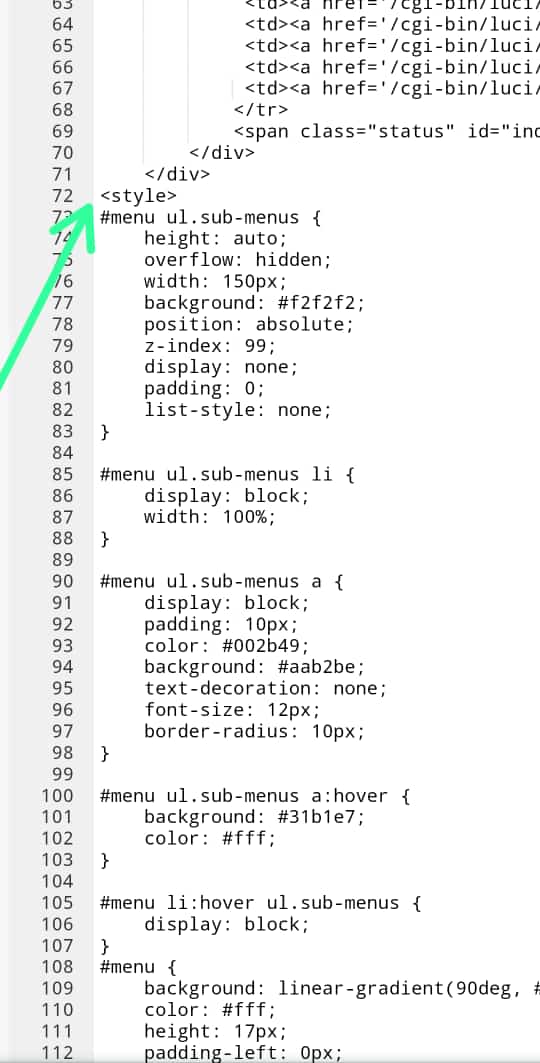 63 <td><a href='/cgi-bin/luci/
64 <td><a href='/cgi-bin/luci/
65 <td><a href='/cgi-bin/luci/
66 <td><a href='/cgi-bin/luci/
67 <td><a href='/cgi-bin/luci/
68 </tr>
69 <span class="status" id="ind
70 </div>
71 </div>
72 <style>
73 #menu ul.sub-menus {
74 height: auto;
75 overflow: hidden;
76 width: 150px;
77 background: #f2f2f2;
78 position: absolute;
79 z-index: 99;
80 display: none;
81 padding: 0;
82 list-style: none;
83 }
84
85 #menu ul.sub-menus li {
86 display: block;
87 width: 100%;
88 }
89
90 #menu ul.sub-menus a {
91 display: block;
92 padding: 10px;
93 color: #002b49;
94 background: #aab2be;
95 text-decoration: none;
96 font-size: 12px;
97 border-radius: 10px;
98 }
99
100 #menu ul.sub-menus a:hover {
101 background: #31b1e7;
102 color: #fff;
103 }
104
105 #menu li:hover ul.sub-menus {
106 display: block;
107 }
108 #menu {
109 background: linear-gradient(90deg, #
110 color: #fff;
111 height: 17px;
112 padding-left: 0px;